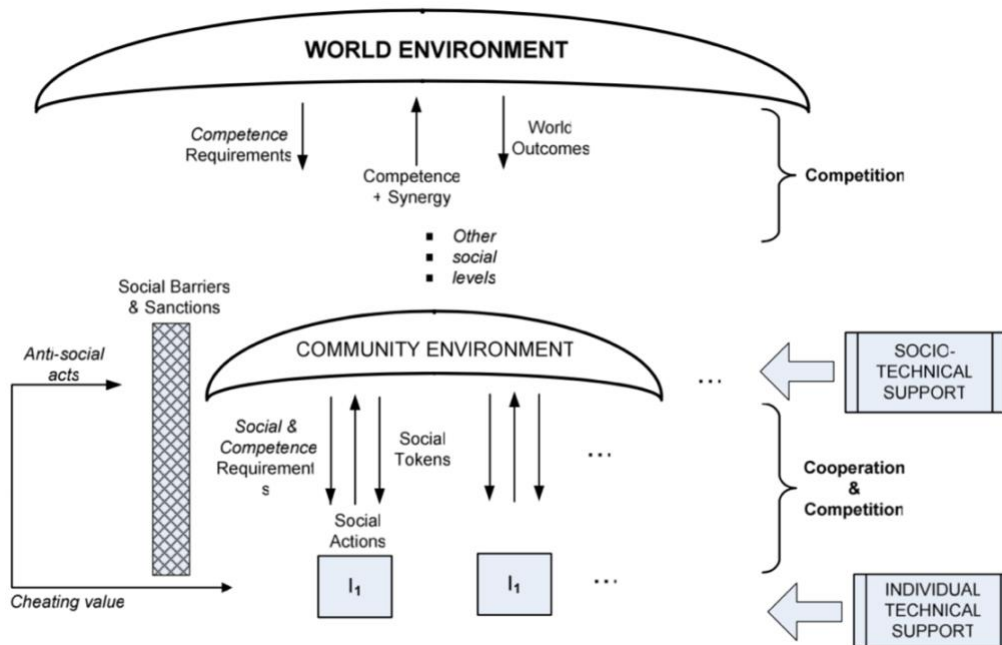 WORLD ENVIRONMENT
Competence
Requirements
Competence
+ Synergy
World
Outcomes
Competition
Other
social
levels
Social Barriers
& Sanctions
Anti-social
acts
COMMUNITY ENVIRONMENT
...
SOCIO-
TECHNICAL
SUPPORT
Social &
Competence
Requirement
s
Social
Tokens
...
Cooperation
&
Competition
Social
Actions
I₁
I₁
...
Cheating value
INDIVIDUAL
TECHNICAL
SUPPORT